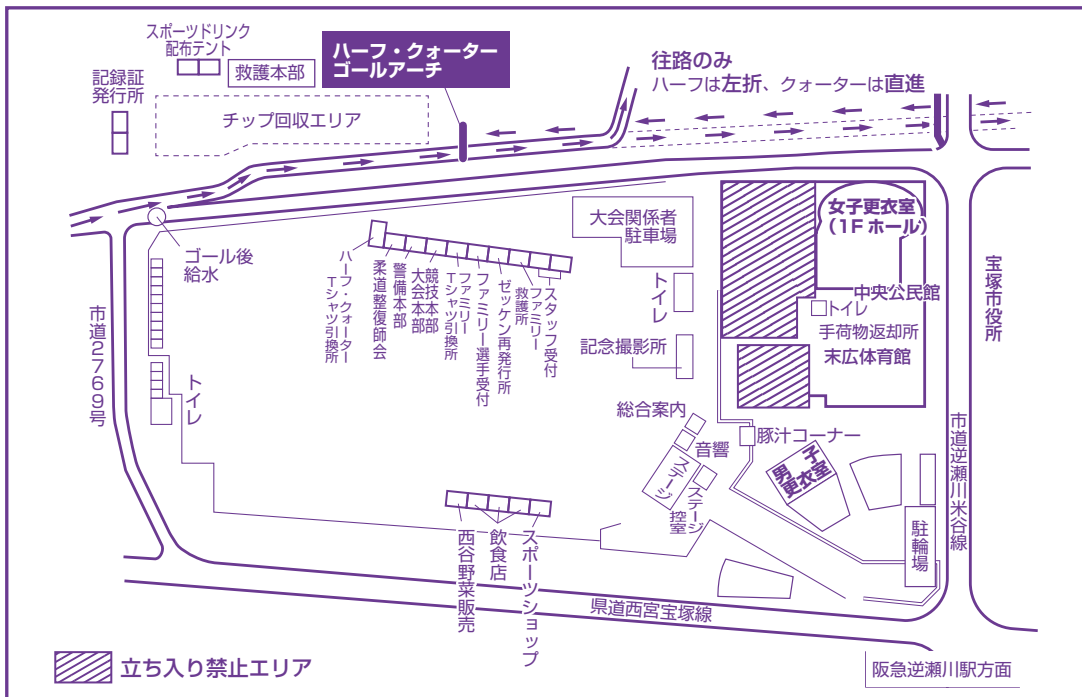 スポーツドリンク
配布テント
救護本部
記録証
発行所
チップ回収エリア
ハーフ・クォーター
ゴールアーチ
往路のみ
ハーフは左折、クォーターは直進
ゴール後
給水
市道2769号
トイレ
ハーフ・クォーター
Tシャツ引換所
柔道整復師会
警備本部
大会本部
競技本部
ファミリー
Tシャツ引換所
ファミリー選手受付
ゼッケン再発行所
ファミリー
救護所
スタッフ受付
大会関係者
駐車場
トイレ
記念撮影所
女子更衣室
(1Fホール)
中央公民館
トイレ
手荷物返却所
末広体育館
宝塚市役所
市道逆瀬川米谷線
総合案内
音響
ステージ
ステージ
控室
豚汁コーナー
男子
更衣室
駐輪場
西谷野菜販売
飲食店
スポーツショップ
県道西宮宝塚線
立ち入り禁止エリア
阪急逆瀬川駅方面